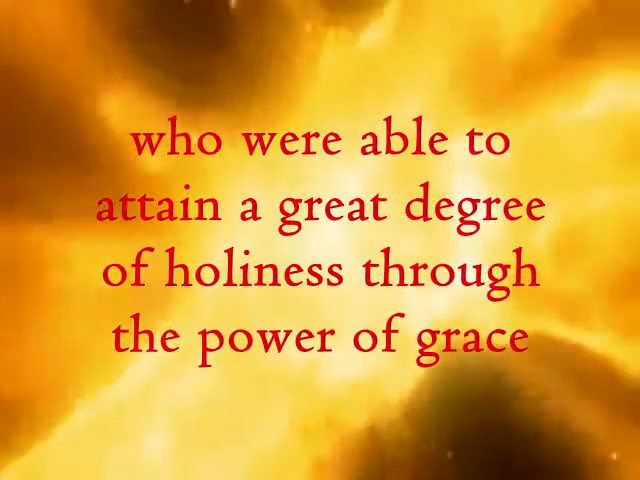 who were able to
attain a great degree
of holiness through
the power of grace